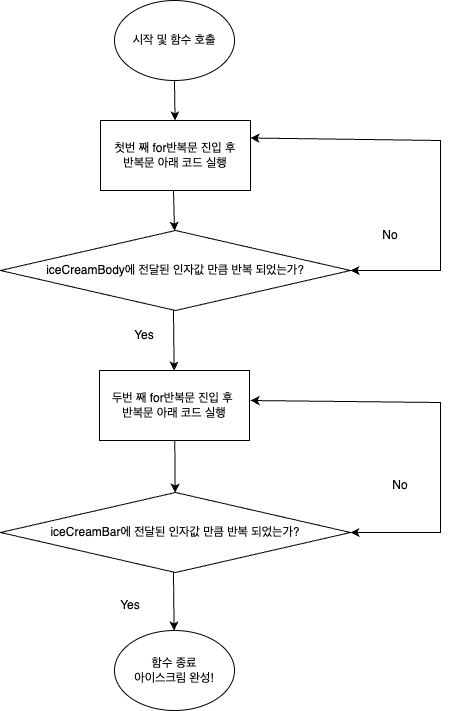 시작 및 함수 호출
첫번 째 for반복문 진입 후
반복문 아래 코드 실행
No
iceCreamBody에 전달된 인자값 만큼 반복 되었는가?
Yes
두번 째 for반복문 진입 후
반복문 아래 코드 실행
No
iceCreamBar에 전달된 인자값 만큼 반복 되었는가?
Yes
함수 종료
아이스크림 완성!